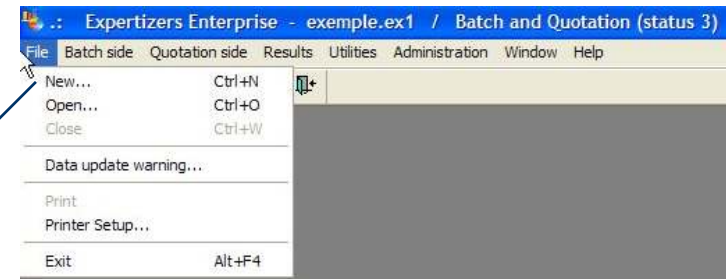 .: Expertizers Enterprise - exemple.ex1 / Batch and Quotation (status 3)
File Batch side Quotation side Results Utilities Administration Window Help
New... Ctrl+N
Open... Ctrl+O
Close Ctrl+W
Data update warning...
Print
Printer Setup...
Exit Alt+F4